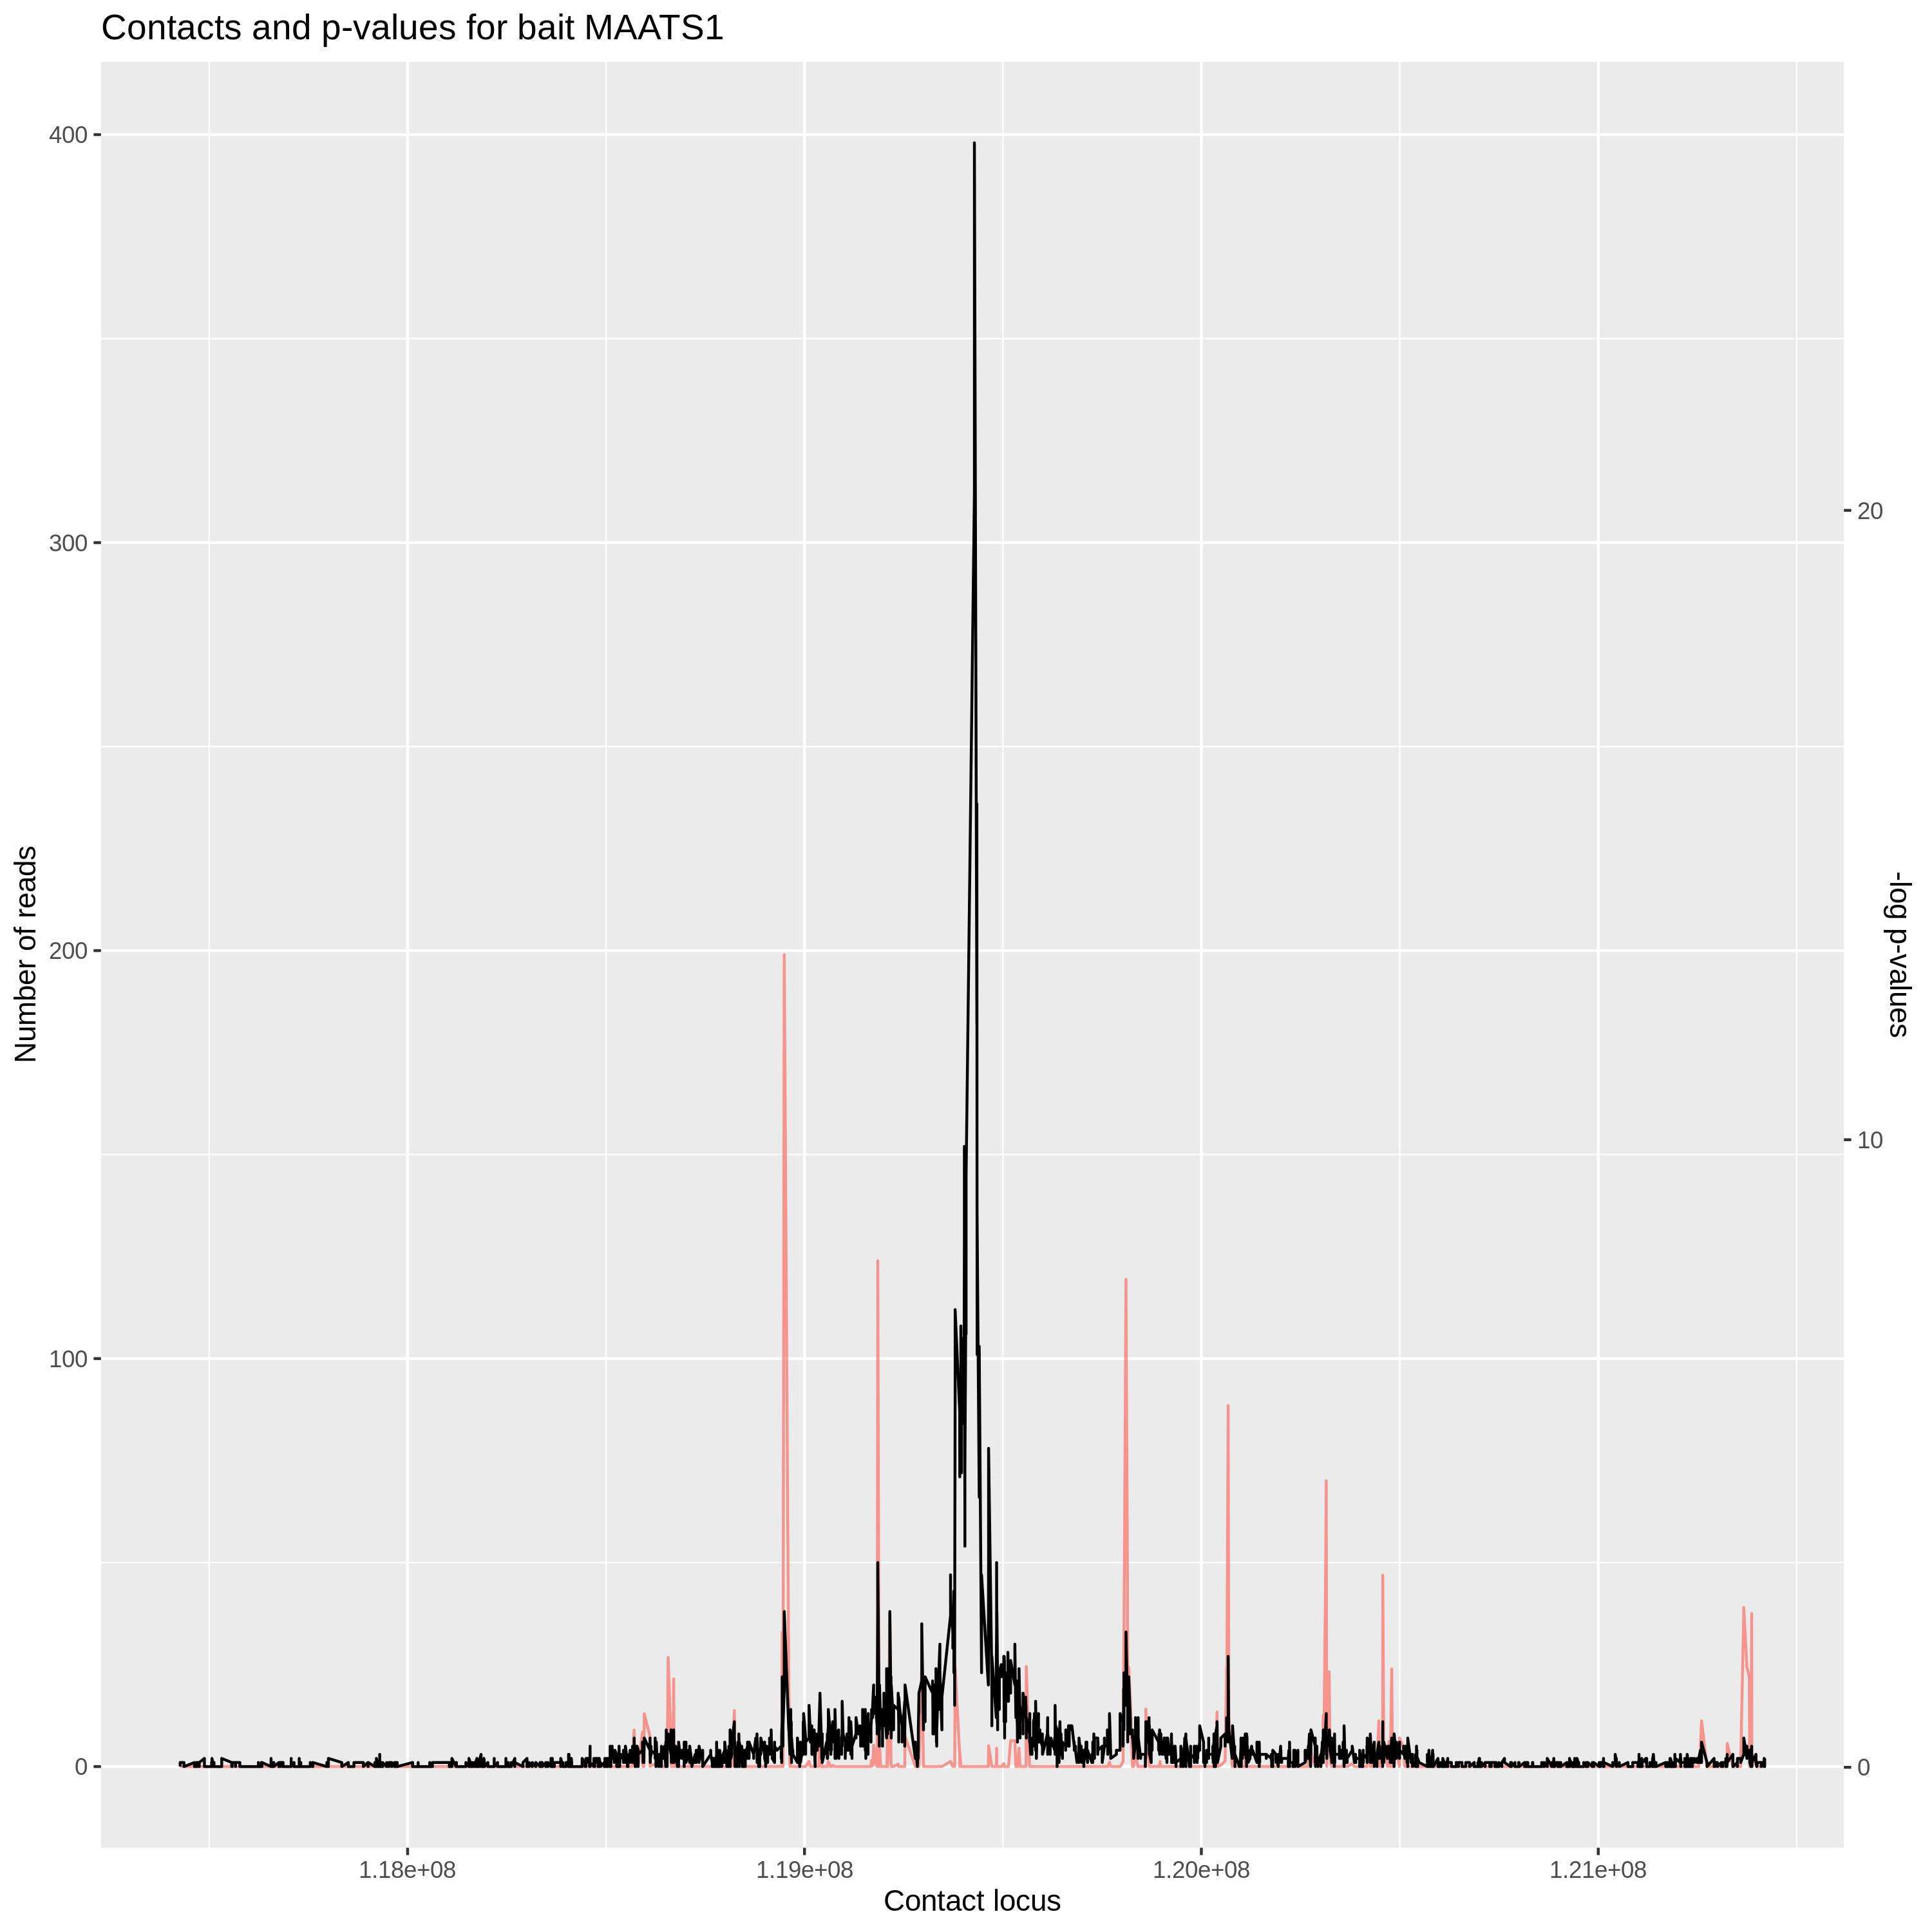 Contacts and p-values for bait MAATS1
400
300
200
100
0
20
10
0
Number of reads
-log p-values
1.18e+08
1.19e+08
1.20e+08
1.21e+08
Contact locus